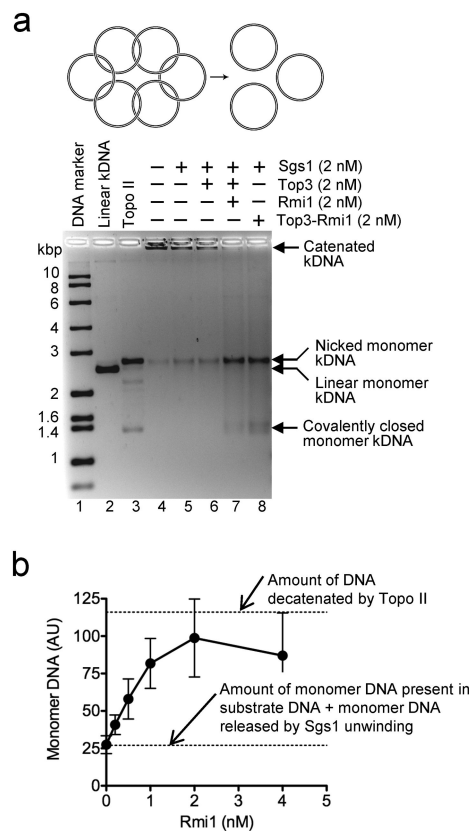 a
DNA marker
Linear kDNA
Topo II
− + + + + Sgs1 (2 nM)
− − + + − Top3 (2 nM)
− − − + − Rmi1 (2 nM)
− − − − + Top3-Rmi1 (2 nM)
kbp
10
8
6
4
3
2
1.6
1.4
1
Catenated
kDNA
Nicked monomer
kDNA
Linear monomer
kDNA
Covalently closed
monomer kDNA
1 2 3 4 5 6 7 8
b
Monomer DNA (AU)
125
100
75
50
25
0
Amount of DNA
decatenated by Topo II
Amount of monomer DNA present in
substrate DNA + monomer DNA
released by Sgs1 unwinding
0 1 2 3 4 5
Rmi1 (nM)